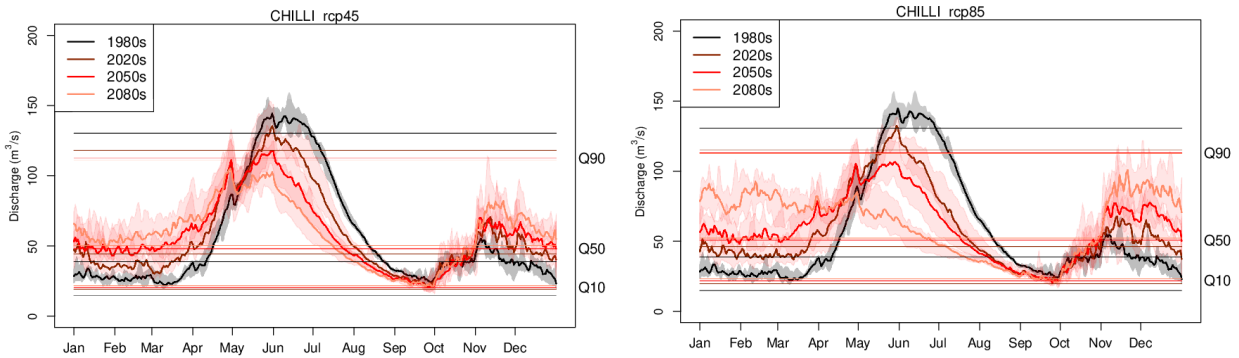 CHILLI rcp45
200
150
100
50
0
Discharge (m³/s)
1980s
2020s
2050s
2080s
Q90
Q50
Q10
Jan Feb Mar Apr May Jun Jul Aug Sep Oct Nov Dec
CHILLI rcp85
200
150
100
50
0
Discharge (m³/s)
1980s
2020s
2050s
2080s
Q90
Q50
Q10
Jan Feb Mar Apr May Jun Jul Aug Sep Oct Nov Dec